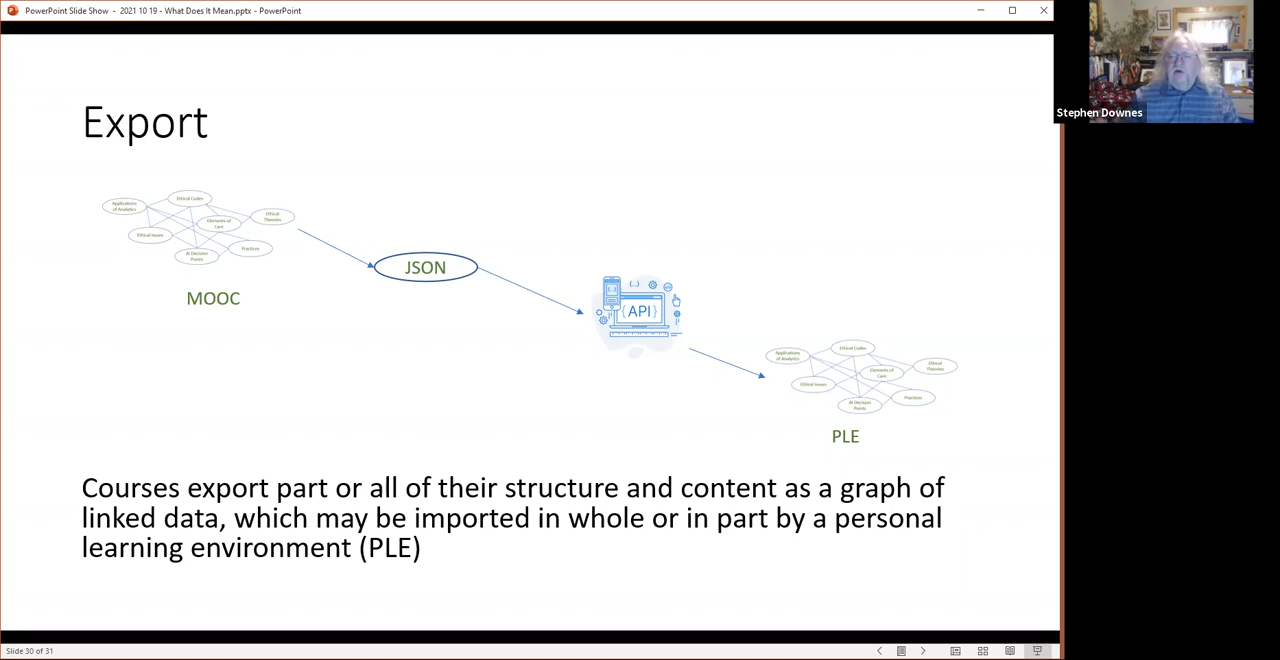 PowerPoint Slide Show - 2021 10 19 - What Does It Mean.pptx - PowerPoint
Stephen Downes
Export
Applications
of Analytics
Ethical Codes
Ethical
Theories
Elements of
Care
Ethical Issues
Practices
AI Decision
Points
MOOC
JSON
{...}
{API}
Applications
of Analytics
Ethical Codes
Ethical
Theories
Elements of
Care
Ethical Issues
Practices
AI Decision
Points
PLE
Courses export part or all of their structure and content as a graph of
linked data, which may be imported in whole or in part by a personal
learning environment (PLE)
Slide 30 of 31